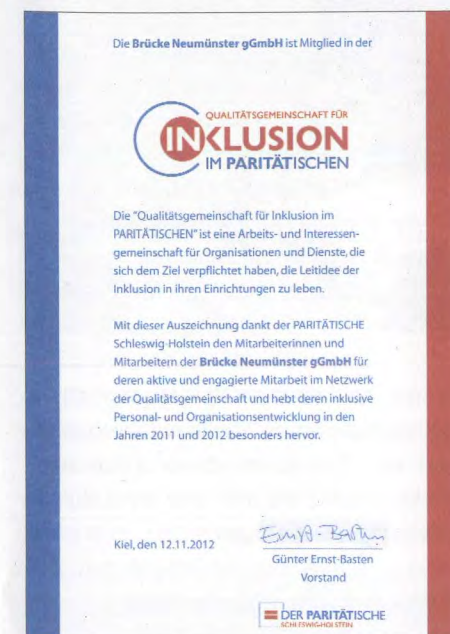 Die Brücke Neumünster gGmbH ist Mitglied in der
QUALITÄTSGEMEINSCHAFT FÜR
INKLUSION
IM PARITÄTISCHEN
Die "Qualitätsgemeinschaft für Inklusion im
PARITÄTISCHEN" ist eine Arbeits- und Interessen-
gemeinschaft für Organisationen und Dienste, die
sich dem Ziel verpflichtet haben, die Leitidee der
Inklusion in ihren Einrichtungen zu leben.
Mit dieser Auszeichnung dankt der PARITÄTISCHE
Schleswig-Holstein den Mitarbeiterinnen und
Mitarbeitern der Brücke Neumünster gGmbH für
deren aktive und engagierte Mitarbeit im Netzwerk
der Qualitätsgemeinschaft und hebt deren inklusive
Personal- und Organisationsentwicklung in den
Jahren 2011 und 2012 besonders hervor.
Ernst-Basten
Kiel, den 12.11.2012
Günter Ernst-Basten
Vorstand
DER PARITÄTISCHE
SCHLESWIG-HOLSTEIN